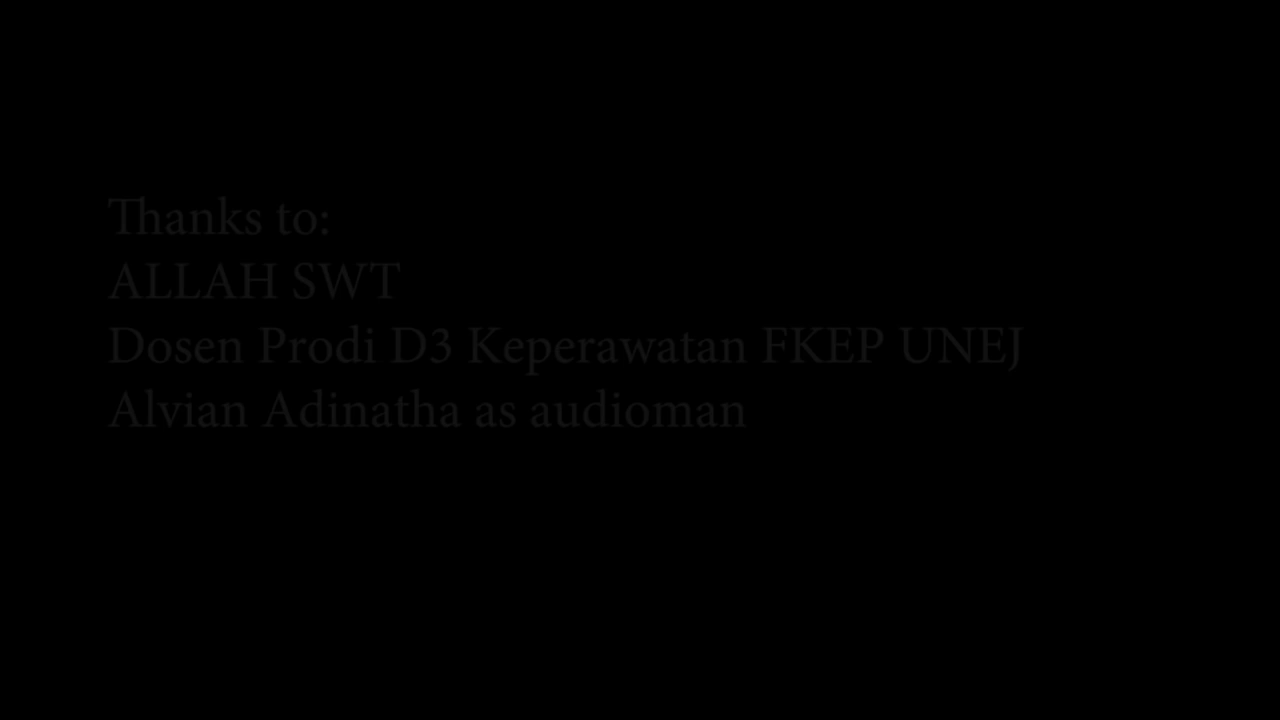 Thanks to:
ALLAH SWT
Dosen Prodi D3 Keperawatan FKEP UNEJ
Alvian Adinatha as audioman